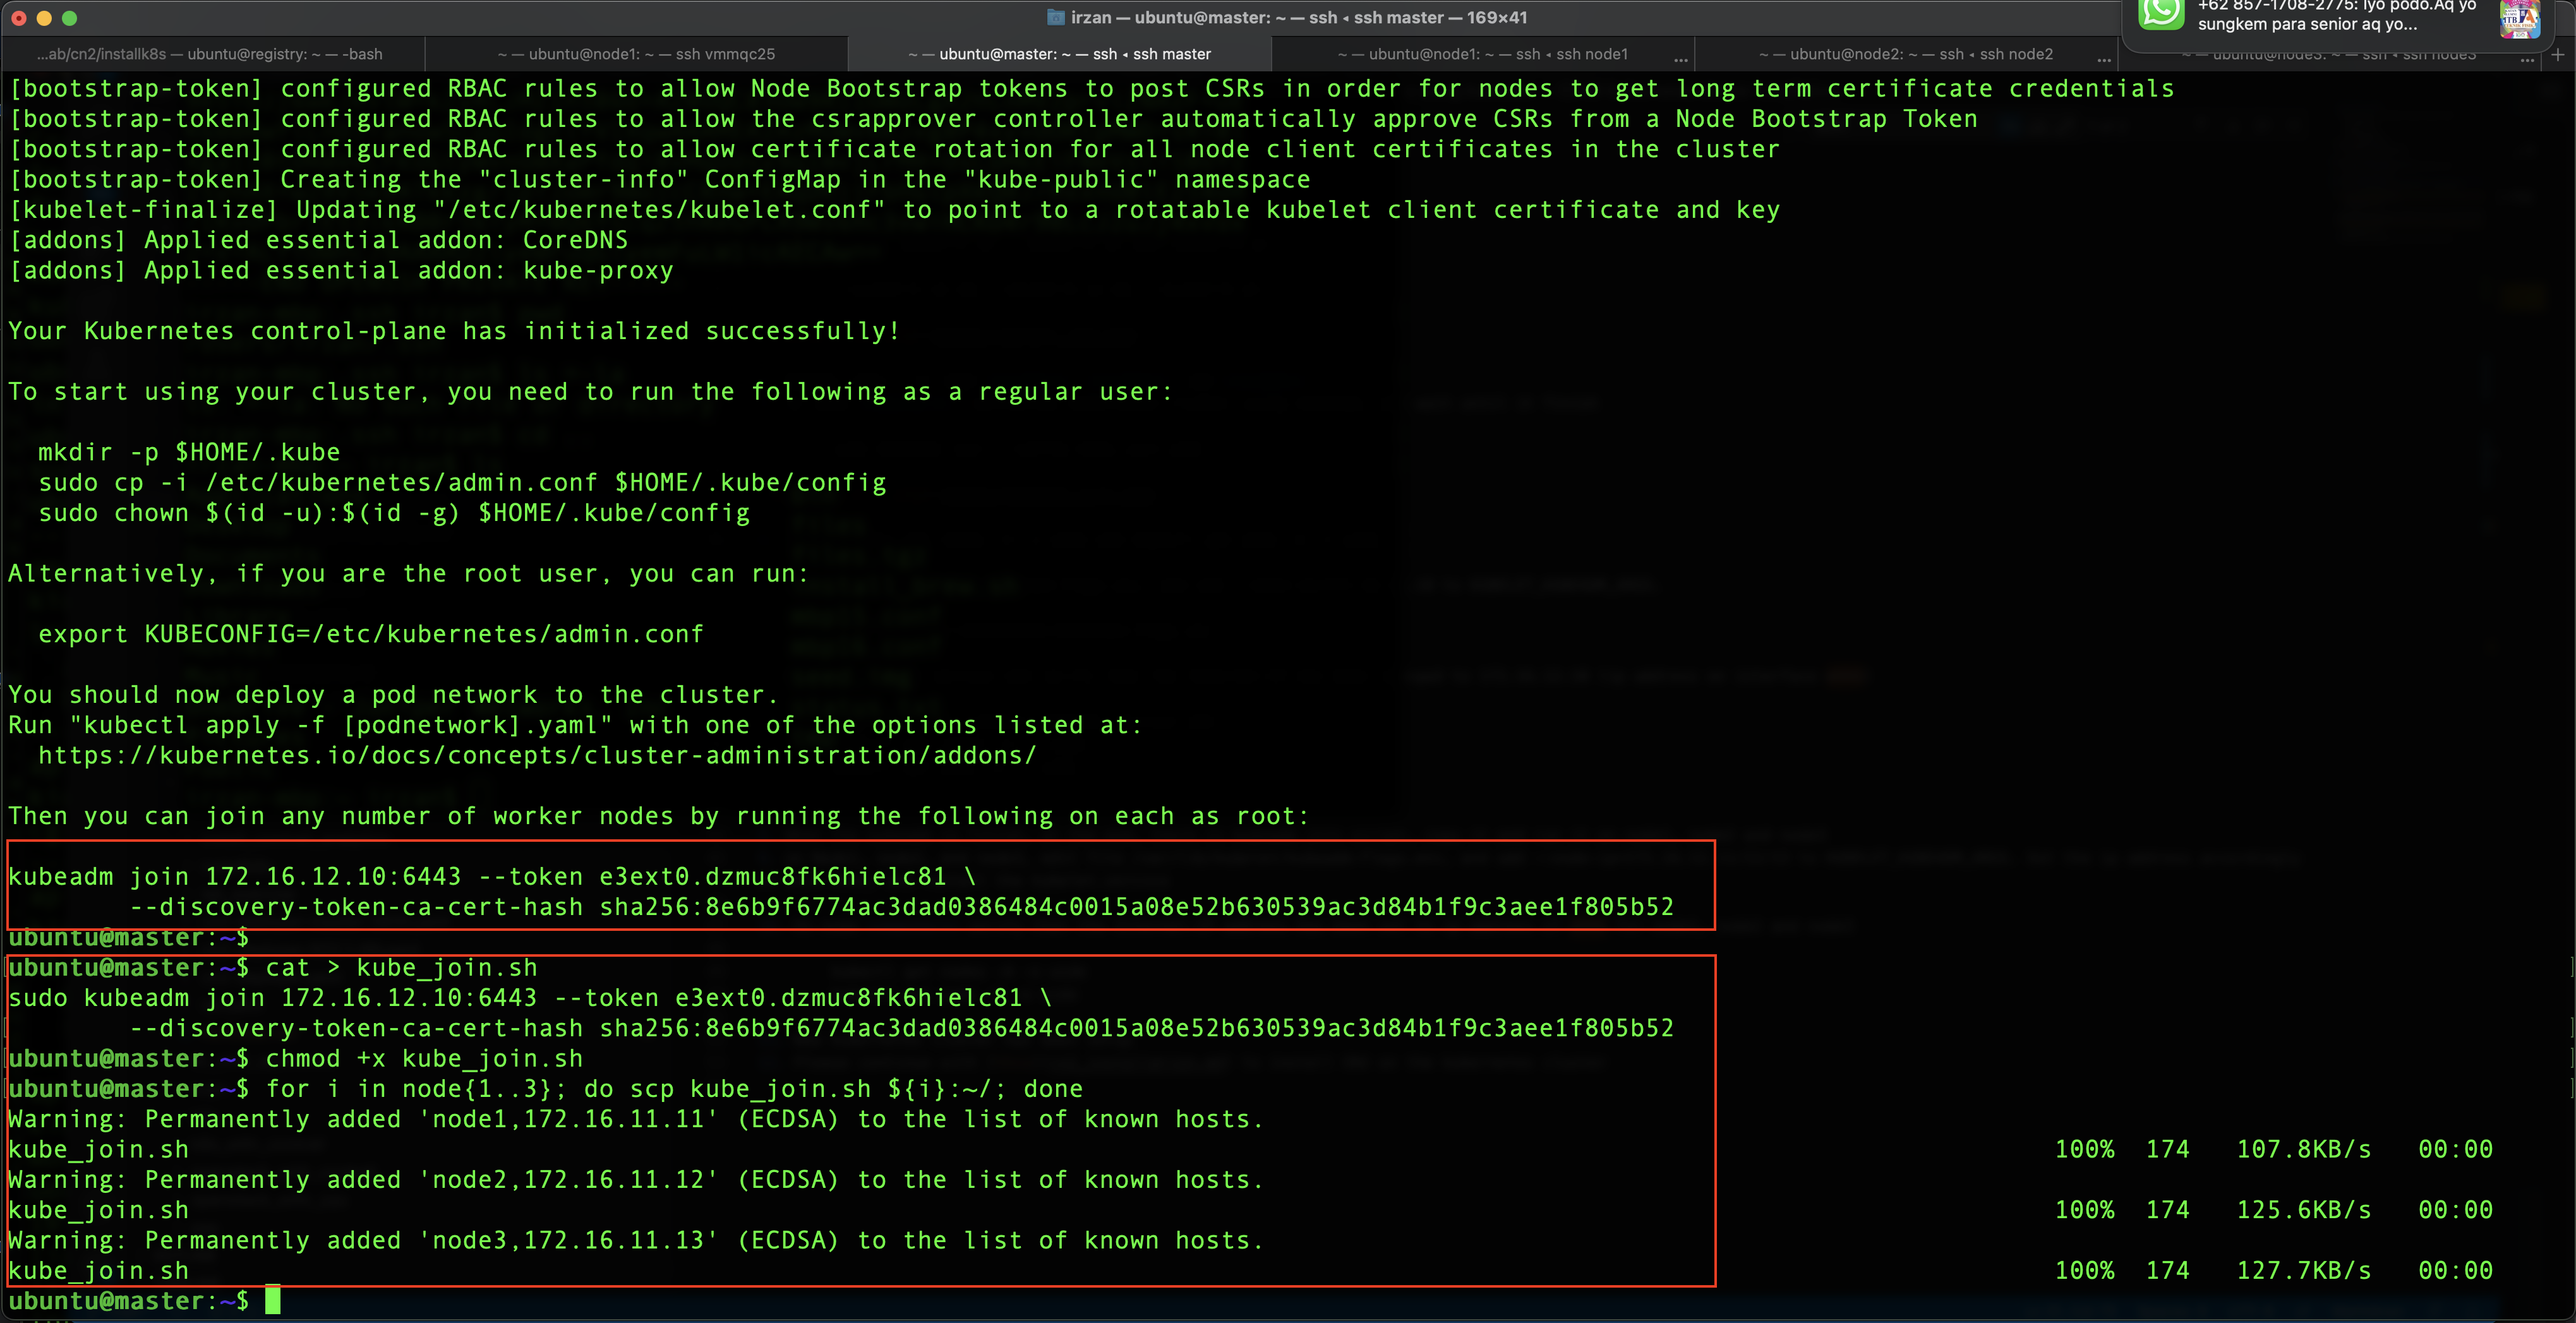 irzan — ubuntu@master: ~ — ssh ◂ ssh master — 169×41
+62 857-1708-2775: Iyo podo.Aq yo
sungkem para senior aq yo...
...ab/cn2/installk8s — ubuntu@registry: ~ — -bash
~ — ubuntu@node1: ~ — ssh vmmqc25
~ — ubuntu@master: ~ — ssh ◂ ssh master
~ — ubuntu@node1: ~ — ssh ◂ ssh node1 ...
~ — ubuntu@node2: ~ — ssh ◂ ssh node2 ...
~ — ubuntu@node3: ~ — ssh ◂ ssh node3 ... +
[bootstrap-token] configured RBAC rules to allow Node Bootstrap tokens to post CSRs in order for nodes to get long term certificate credentials
[bootstrap-token] configured RBAC rules to allow the csrapprover controller automatically approve CSRs from a Node Bootstrap Token
[bootstrap-token] configured RBAC rules to allow certificate rotation for all node client certificates in the cluster
[bootstrap-token] Creating the "cluster-info" ConfigMap in the "kube-public" namespace
[kubelet-finalize] Updating "/etc/kubernetes/kubelet.conf" to point to a rotatable kubelet client certificate and key
[addons] Applied essential addon: CoreDNS
[addons] Applied essential addon: kube-proxy
Your Kubernetes control-plane has initialized successfully!
To start using your cluster, you need to run the following as a regular user:
mkdir -p $HOME/.kube
sudo cp -i /etc/kubernetes/admin.conf $HOME/.kube/config
sudo chown $(id -u):$(id -g) $HOME/.kube/config
Alternatively, if you are the root user, you can run:
export KUBECONFIG=/etc/kubernetes/admin.conf
You should now deploy a pod network to the cluster.
Run "kubectl apply -f [podnetwork].yaml" with one of the options listed at:
https://kubernetes.io/docs/concepts/cluster-administration/addons/
Then you can join any number of worker nodes by running the following on each as root:
kubeadm join 172.16.12.10:6443 --token e3ext0.dzmuc8fk6hielc81 \
--discovery-token-ca-cert-hash sha256:8e6b9f6774ac3dad0386484c0015a08e52b630539ac3d84b1f9c3aee1f805b52
ubuntu@master:~$
ubuntu@master:~$ cat > kube_join.sh
sudo kubeadm join 172.16.12.10:6443 --token e3ext0.dzmuc8fk6hielc81 \
--discovery-token-ca-cert-hash sha256:8e6b9f6774ac3dad0386484c0015a08e52b630539ac3d84b1f9c3aee1f805b52
ubuntu@master:~$ chmod +x kube_join.sh
ubuntu@master:~$ for i in node{1..3}; do scp kube_join.sh ${i}:~/; done
Warning: Permanently added 'node1,172.16.11.11' (ECDSA) to the list of known hosts.
kube_join.sh 100% 174 107.8KB/s 00:00
Warning: Permanently added 'node2,172.16.11.12' (ECDSA) to the list of known hosts.
kube_join.sh 100% 174 125.6KB/s 00:00
Warning: Permanently added 'node3,172.16.11.13' (ECDSA) to the list of known hosts.
kube_join.sh 100% 174 127.7KB/s 00:00
ubuntu@master:~$